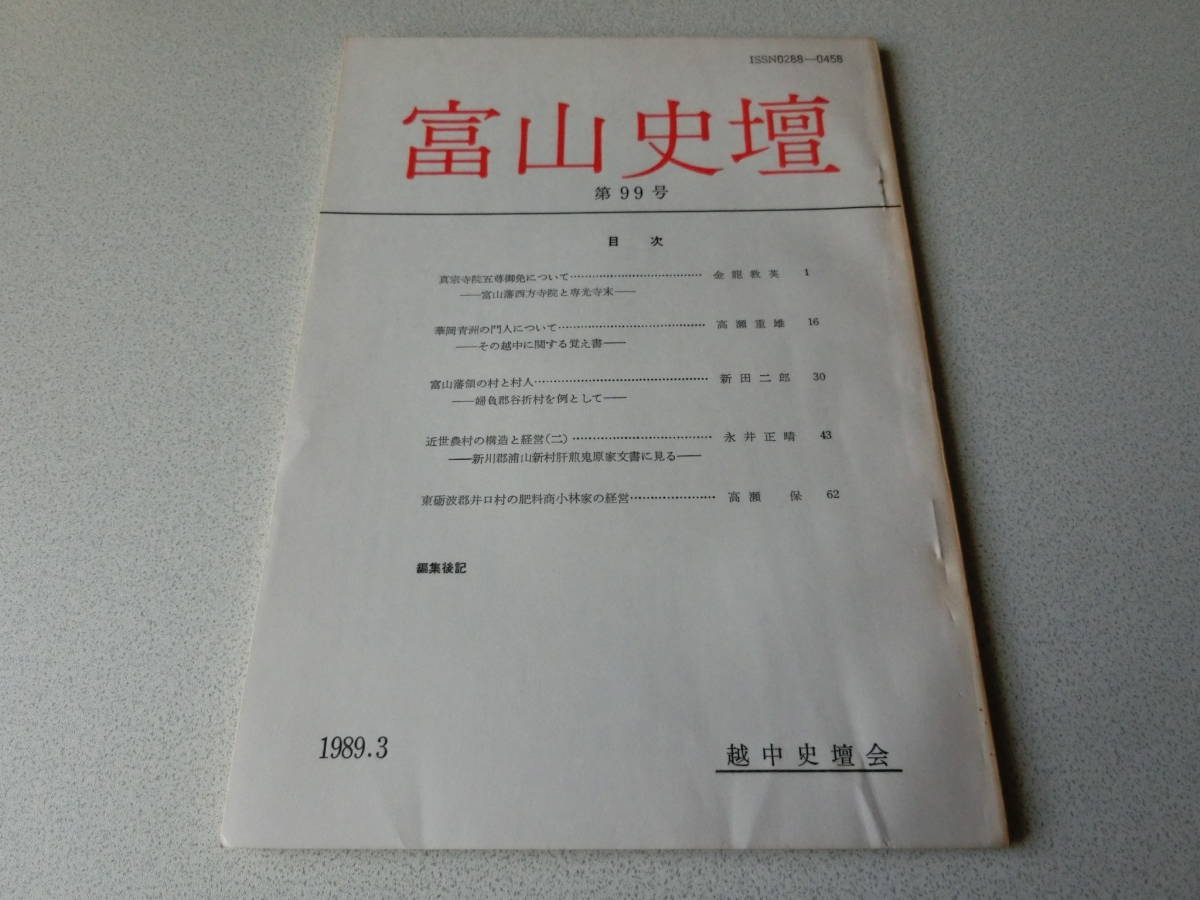 ISSN0288—0458
富山史壇
第99号
目次
真宗寺院五尊御免について…………………………… 金龍教英 1
——富山藩西方寺院と専光寺末——
華岡青洲の門人について…………………………… 高瀬重雄 16
——その越中に関する覚え書——
富山藩領の村と村人…………………………… 新田二郎 30
——婦負郡谷折村を例として——
近世農村の構造と経営(二)…………………………… 永井正晴 43
——新川郡浦山新村肝煎鬼原家文書に見る——
東砺波郡井口村の肥料商小林家の経営………………… 高瀬 保 62
編集後記
1989.3
越中史壇会